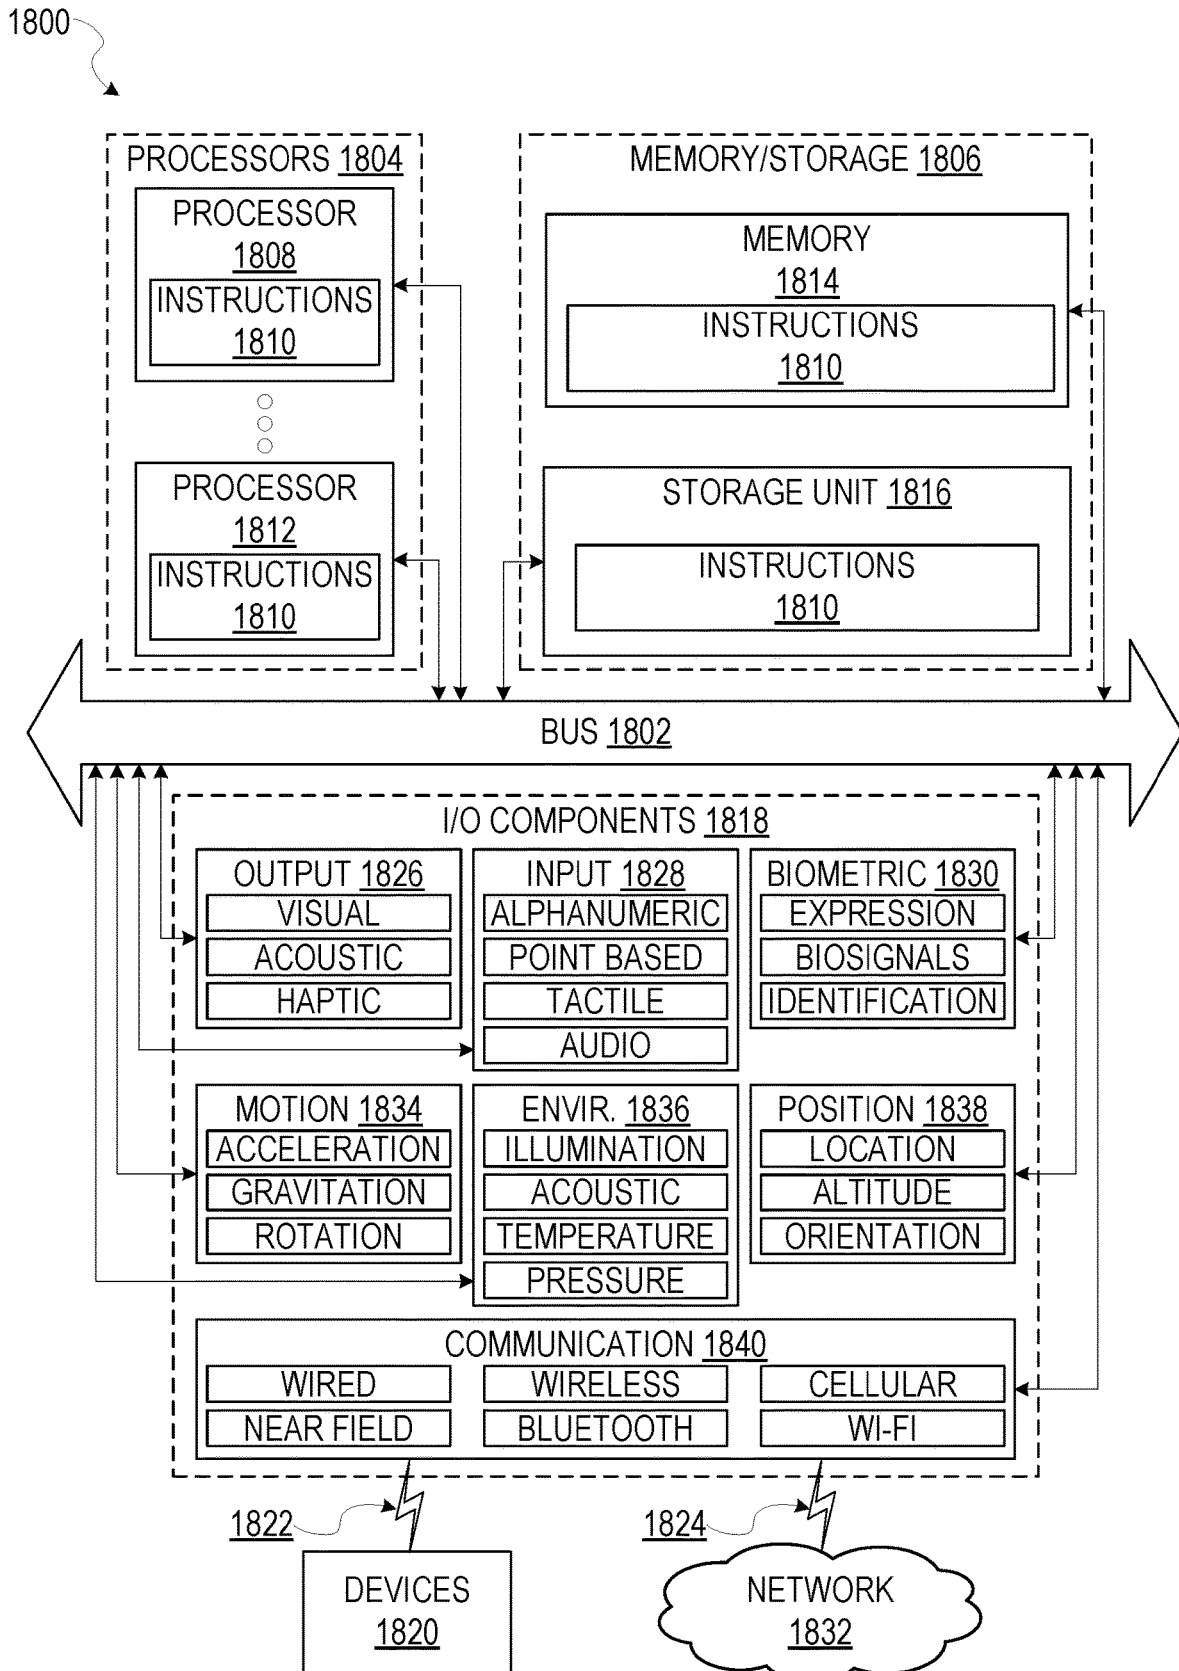 1800
PROCESSORS 1804
PROCESSOR
1808
INSTRUCTIONS
1810
PROCESSOR
1812
INSTRUCTIONS
1810
MEMORY/STORAGE 1806
MEMORY
1814
INSTRUCTIONS
1810
STORAGE UNIT 1816
INSTRUCTIONS
1810
BUS 1802
I/O COMPONENTS 1818
OUTPUT 1826
VISUAL
ACOUSTIC
HAPTIC
INPUT 1828
ALPHANUMERIC
POINT BASED
TACTILE
AUDIO
BIOMETRIC 1830
EXPRESSION
BIOSIGNALS
IDENTIFICATION
MOTION 1834
ACCELERATION
GRAVITATION
ROTATION
ENVIR. 1836
ILLUMINATION
ACOUSTIC
TEMPERATURE
PRESSURE
POSITION 1838
LOCATION
ALTITUDE
ORIENTATION
COMMUNICATION 1840
WIRED
WIRELESS
CELLULAR
NEAR FIELD
BLUETOOTH
WI-FI
1822
1824
DEVICES
1820
NETWORK
1832